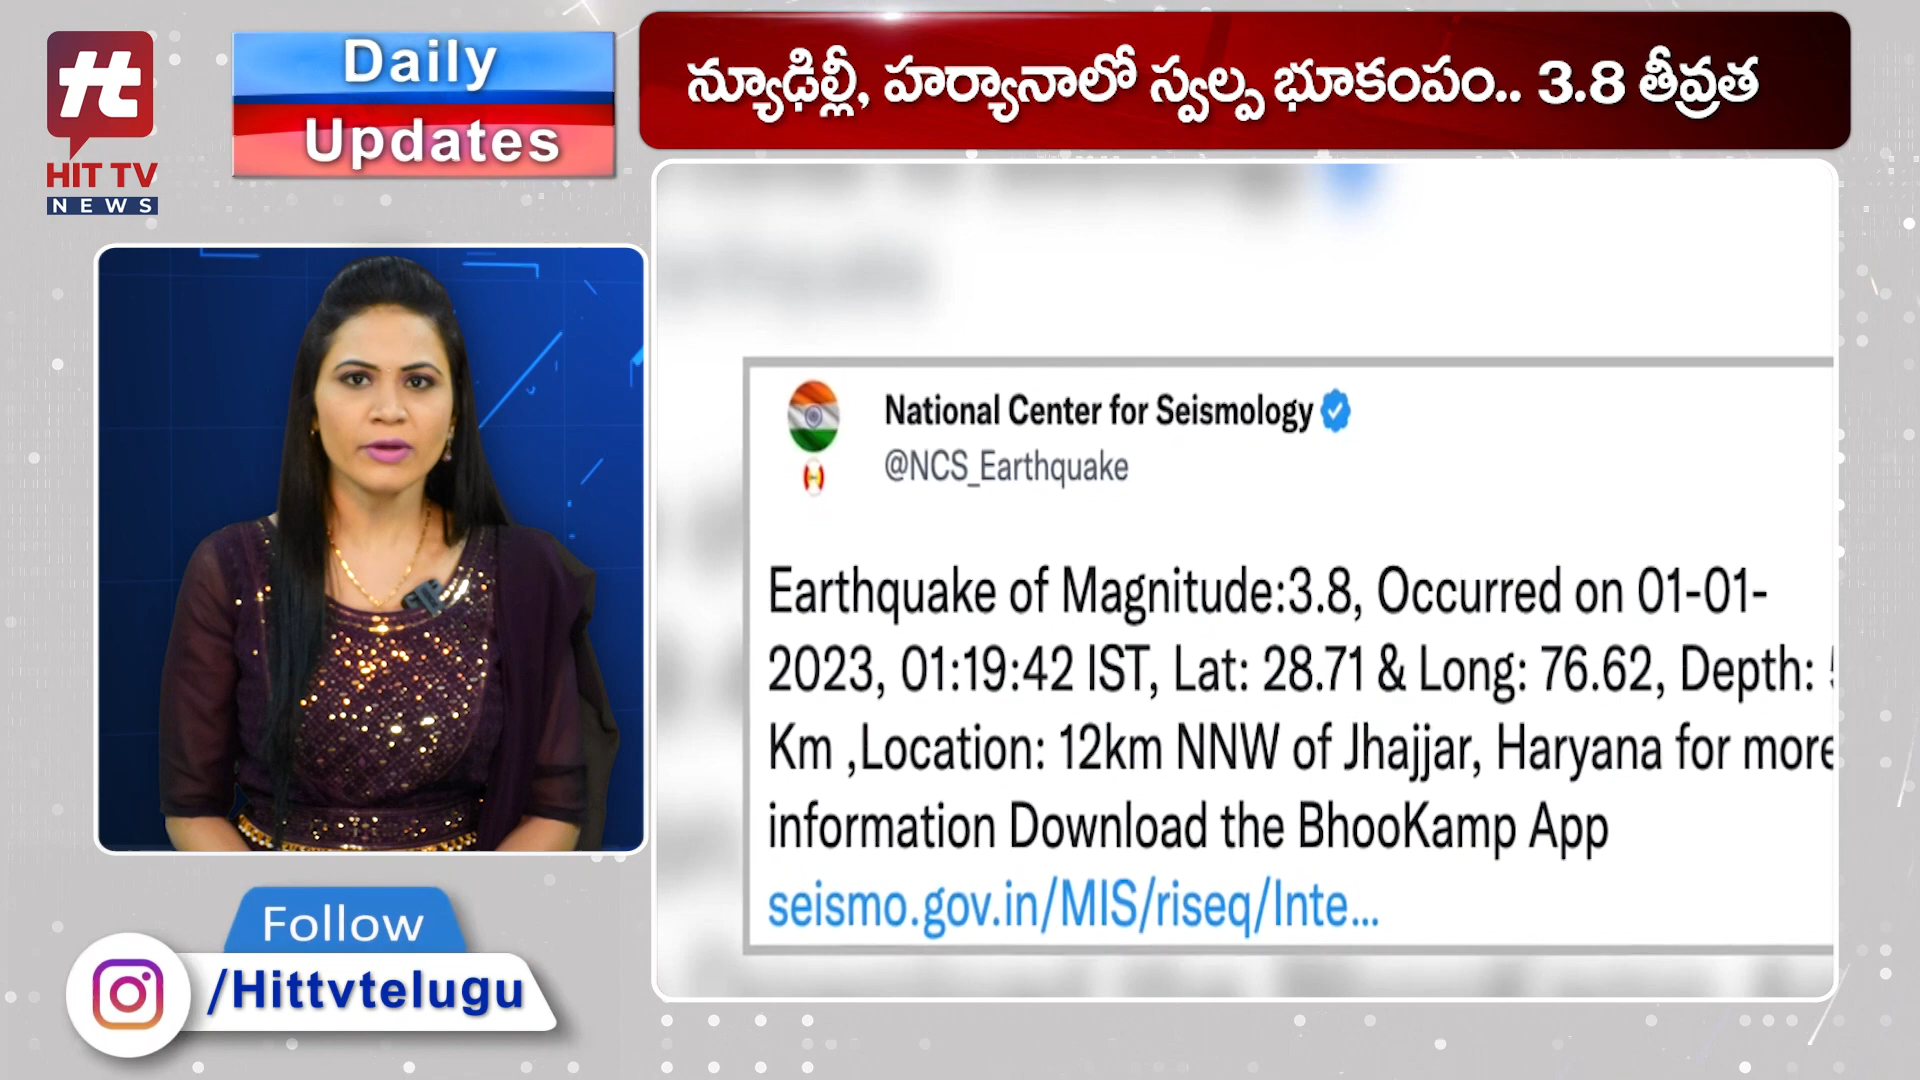 HIT TV
NEWS
Daily
Updates
న్యూఢిల్లీ, హర్యానాలో స్వల్ప భూకంపం.. 3.8 తీవ్రత
National Center for Seismology
@NCS_Earthquake
Earthquake of Magnitude:3.8, Occurred on 01-01-
2023, 01:19:42 IST, Lat: 28.71 & Long: 76.62, Depth:
Km ,Location: 12km NNW of Jhajjar, Haryana for more
information Download the BhooKamp App
seismo.gov.in/MIS/riseq/Inte...
Follow
/Hittvtelugu